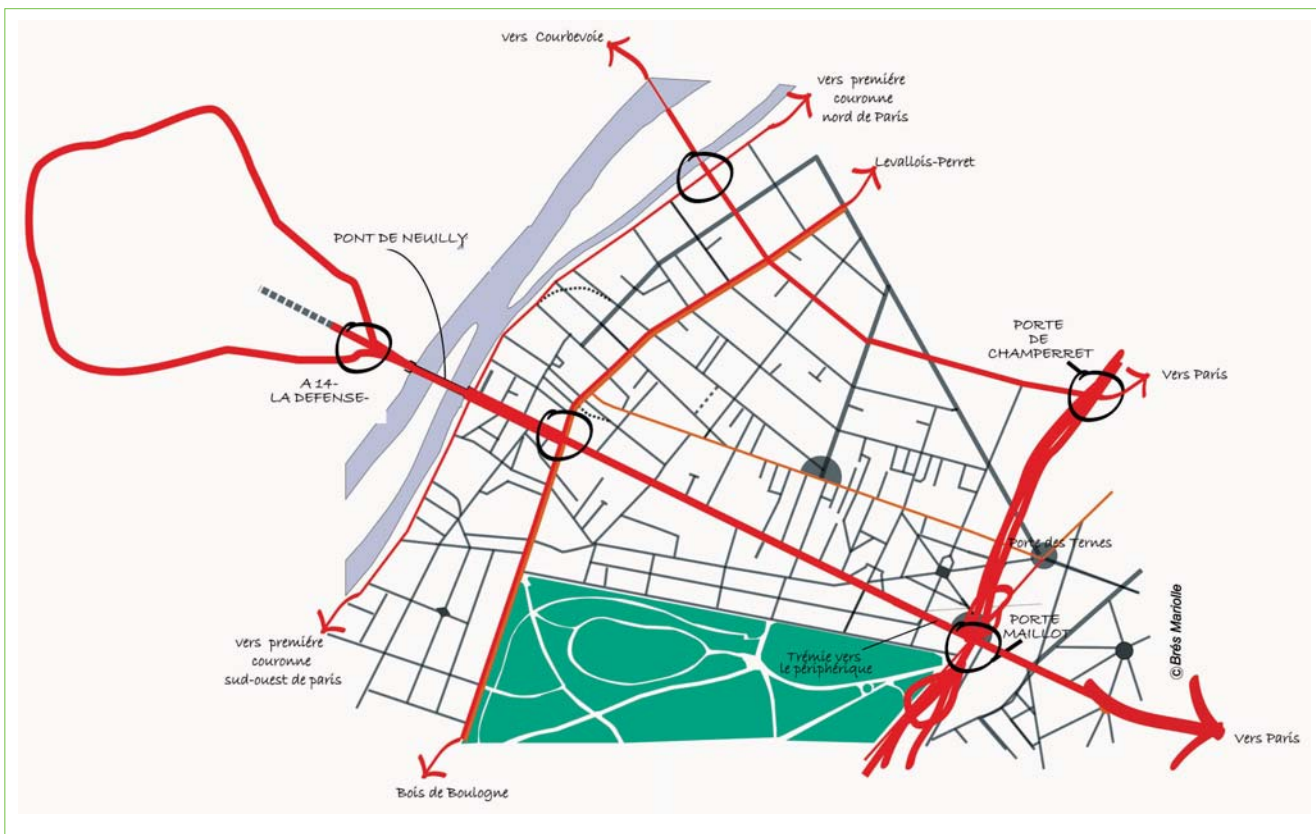 vers Courbevoie
vers premiére
couronne
nord de Paris
Levallois-Perret
PONT DE NEUILLY
PORTE
DE
CHAMPERRET
Vers Paris
A 14-
LA DEFENSE-
Porte des Ternes
PORTE
MAILLOT
Trémie vers
le périphérique
vers premiére
couronne
sud-ouest de paris
©Brés Mariolle
Vers Paris
Bois de Boulogne